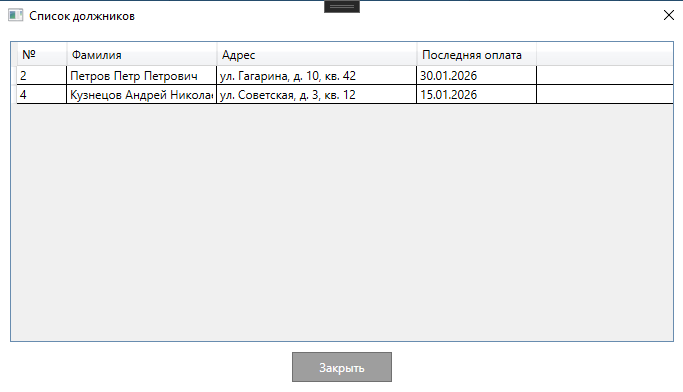 Список должников
№ Фамилия Адрес Последняя оплата
2 Петров Петр Петрович ул. Гагарина, д. 10, кв. 42 30.01.2026
4 Кузнецов Андрей Никола ул. Советская, д. 3, кв. 12 15.01.2026
Закрыть